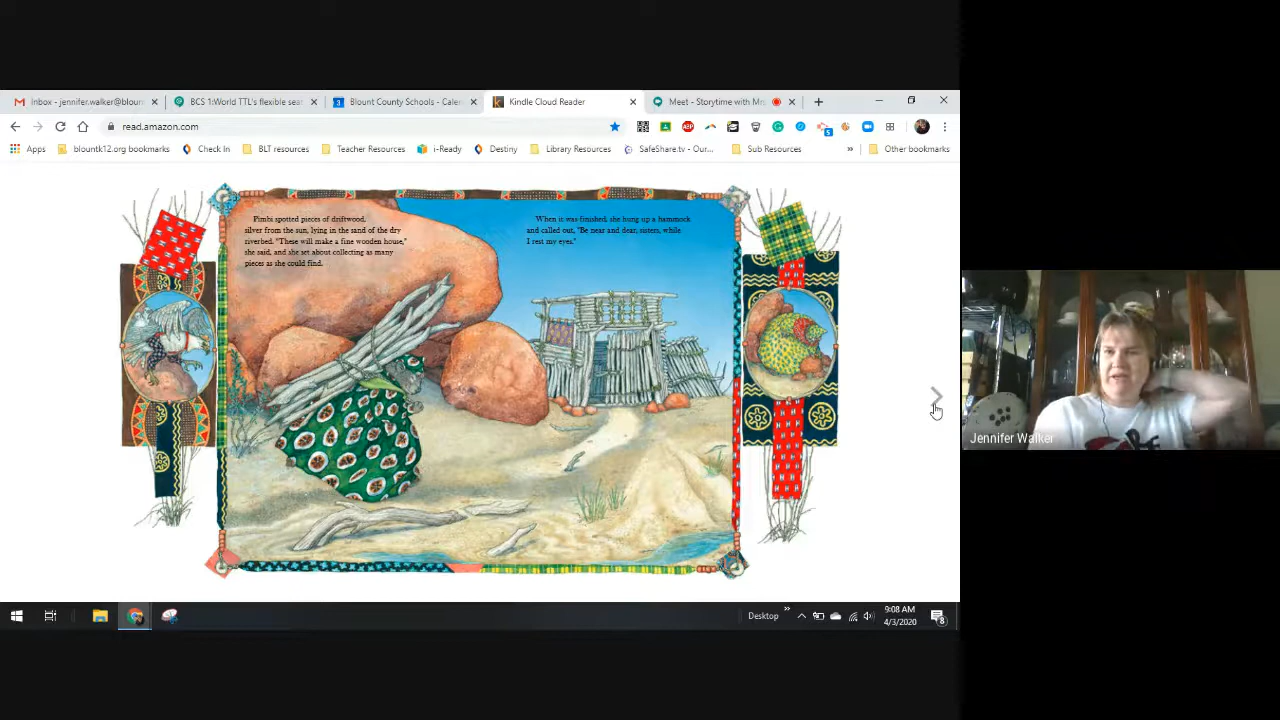 Inbox - jennifer.walker@bloun
BCS 1:World TTL's flexible seat
Blount County Schools - Calen
Kindle Cloud Reader
Meet - Storytime with Mrs
read.amazon.com
Apps
blountk12.org bookmarks
Check In
BLT resources
Teacher Resources
i-Ready
Destiny
Library Resources
SafeShare.tv - Our...
Sub Resources
»
Other bookmarks
Pimbi spotted pieces of driftwood,
silver from the sun, lying in the sand of the dry
riverbed. "These will make a fine wooden house,"
she said, and she set about collecting as many
pieces as she could find.
When it was finished, she hung up a hammock
and called out, "Be near and dear, sisters, while
I rest my eyes."
Jennifer Walker
Desktop
»
9:08 AM
4/3/2020
8